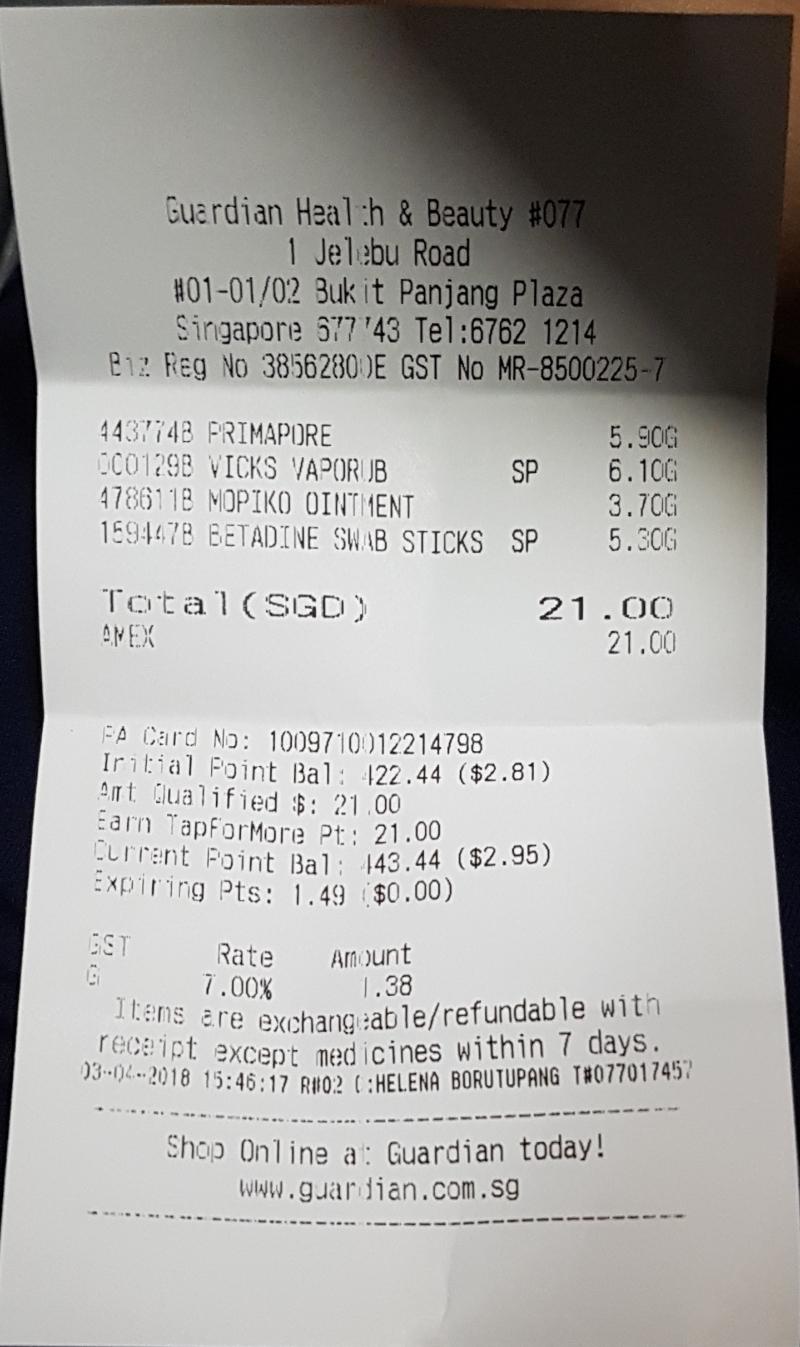 Guardian Health & Beauty #077
1 Jelebu Road
#01-01/02 Bukit Panjang Plaza
Singapore 677743 Tel:6762 1214
Biz Reg No 38562800E GST No MR-8500225-7
443774B PRIMAPORE 5.90G
000129B VICKS VAPORUB SP 6.10G
478611B MOPIKO OINTMENT 3.70G
159447B BETADINE SWAB STICKS SP 5.30G
Total(SGD) 21.00
AMEX 21.00
PA Card No: 1009710012214798
Initial Point Bal: 422.44 ($2.81)
Amt Qualified $: 21.00
Earn TapForMore Pt: 21.00
Current Point Bal: 443.44 ($2.95)
Expiring Pts: 1.49 ($0.00)
GST Rate Amount
G 7.00% 1.38
Items are exchangeable/refundable with
receipt except medicines within 7 days.
03-04-2018 15:46:17 R#02 C:HELENA BORUTUPANG T#077017457
Shop Online at Guardian today!
www.guardian.com.sg